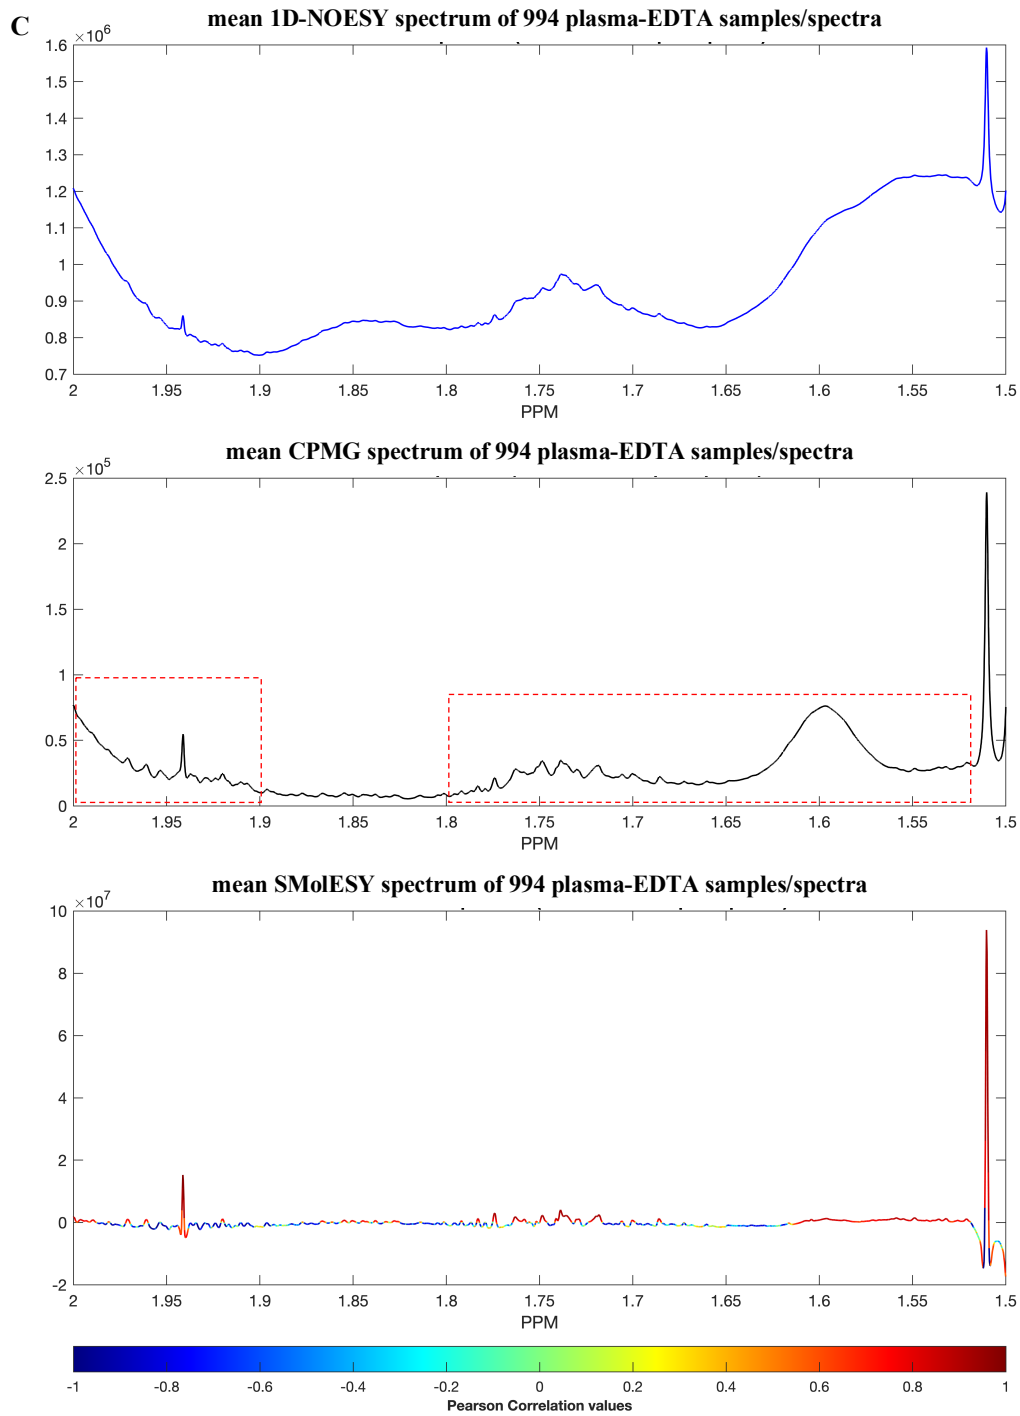 C
mean 1D-NOESY spectrum of 994 plasma-EDTA samples/spectra
×10^6
1.6
1.5
1.4
1.3
1.2
1.1
1
0.9
0.8
0.7
2 1.95 1.9 1.85 1.8 1.75 1.7 1.65 1.6 1.55 1.5
PPM
mean CPMG spectrum of 994 plasma-EDTA samples/spectra
×10^5
2.5
2
1.5
1
0.5
0
2 1.95 1.9 1.85 1.8 1.75 1.7 1.65 1.6 1.55 1.5
PPM
mean SMolESY spectrum of 994 plasma-EDTA samples/spectra
×10^7
10
8
6
4
2
0
-2
2 1.95 1.9 1.85 1.8 1.75 1.7 1.65 1.6 1.55 1.5
PPM
-1 -0.8 -0.6 -0.4 -0.2 0 0.2 0.4 0.6 0.8 1
Pearson Correlation values